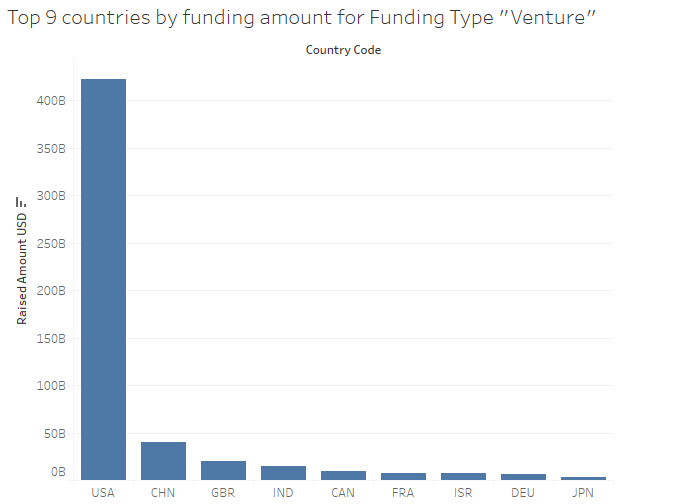 Top 9 countries by funding amount for Funding Type "Venture"
Country Code
Raised Amount USD
400B
350B
300B
250B
200B
150B
100B
50B
0B
USA CHN GBR IND CAN FRA ISR DEU JPN